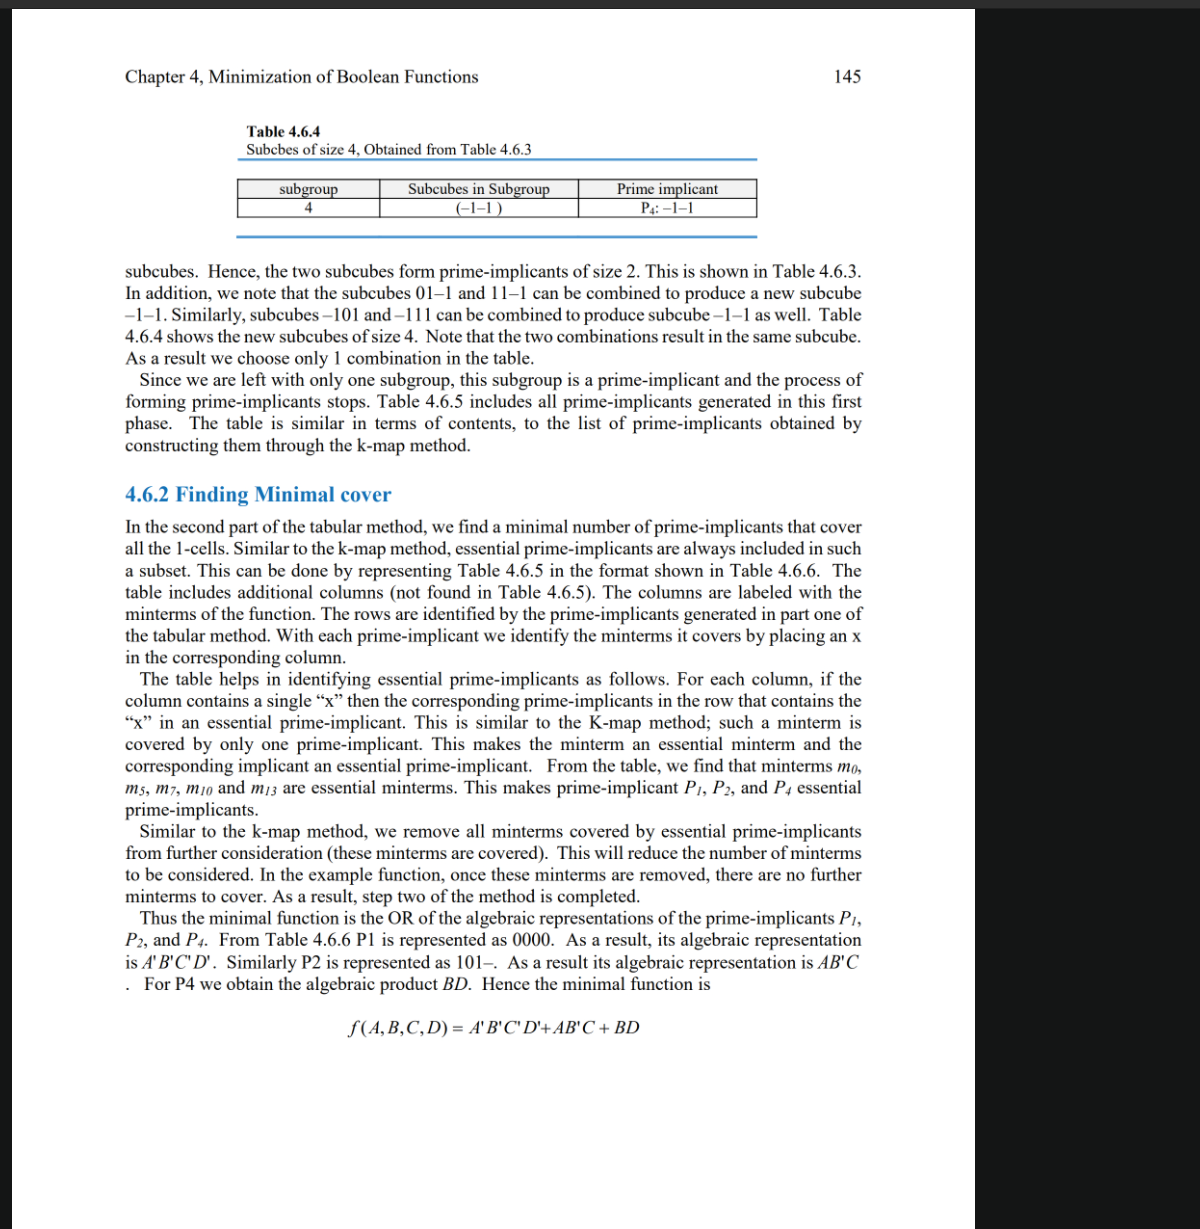 Chapter 4, Minimization of Boolean Functions 145
Table 4.6.4
Subcbes of size 4, Obtained from Table 4.6.3
subgroup Subcubes in Subgroup Prime implicant
4 (–1–1 ) P4: –1–1
subcubes. Hence, the two subcubes form prime-implicants of size 2. This is shown in Table 4.6.3.
In addition, we note that the subcubes 01–1 and 11–1 can be combined to produce a new subcube
–1–1. Similarly, subcubes –101 and –111 can be combined to produce subcube –1–1 as well. Table
4.6.4 shows the new subcubes of size 4. Note that the two combinations result in the same subcube.
As a result we choose only 1 combination in the table.
Since we are left with only one subgroup, this subgroup is a prime-implicant and the process of
forming prime-implicants stops. Table 4.6.5 includes all prime-implicants generated in this first
phase. The table is similar in terms of contents, to the list of prime-implicants obtained by
constructing them through the k-map method.
4.6.2 Finding Minimal cover
In the second part of the tabular method, we find a minimal number of prime-implicants that cover
all the 1-cells. Similar to the k-map method, essential prime-implicants are always included in such
a subset. This can be done by representing Table 4.6.5 in the format shown in Table 4.6.6. The
table includes additional columns (not found in Table 4.6.5). The columns are labeled with the
minterms of the function. The rows are identified by the prime-implicants generated in part one of
the tabular method. With each prime-implicant we identify the minterms it covers by placing an x
in the corresponding column.
The table helps in identifying essential prime-implicants as follows. For each column, if the
column contains a single “x” then the corresponding prime-implicants in the row that contains the
“x” in an essential prime-implicant. This is similar to the K-map method; such a minterm is
covered by only one prime-implicant. This makes the minterm an essential minterm and the
corresponding implicant an essential prime-implicant. From the table, we find that minterms m0,
m5, m7, m10 and m13 are essential minterms. This makes prime-implicant P1, P2, and P4 essential
prime-implicants.
Similar to the k-map method, we remove all minterms covered by essential prime-implicants
from further consideration (these minterms are covered). This will reduce the number of minterms
to be considered. In the example function, once these minterms are removed, there are no further
minterms to cover. As a result, step two of the method is completed.
Thus the minimal function is the OR of the algebraic representations of the prime-implicants P1,
P2, and P4. From Table 4.6.6 P1 is represented as 0000. As a result, its algebraic representation
is A'B'C'D'. Similarly P2 is represented as 101–. As a result its algebraic representation is AB'C
. For P4 we obtain the algebraic product BD. Hence the minimal function is
f(A,B,C,D) = A'B'C'D'+AB'C + BD